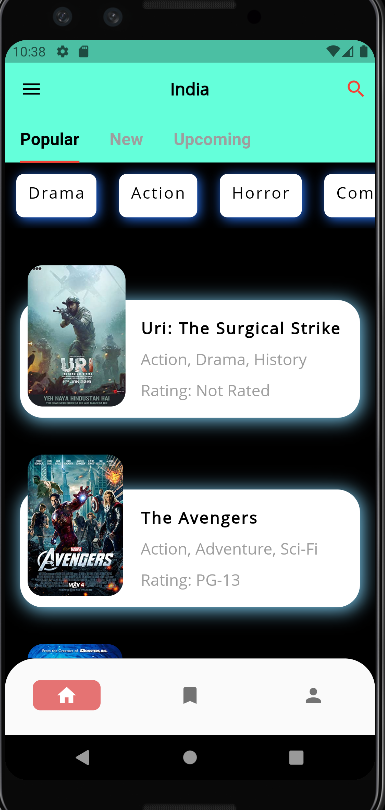 10:38
India
Popular New Upcoming
Drama Action Horror Com
Uri: The Surgical Strike
Action, Drama, History
Rating: Not Rated
URI
YEH NAYA HINDUSTAN HAI
The Avengers
Action, Adventure, Sci-Fi
Rating: PG-13
MARVEL
AVENGERS